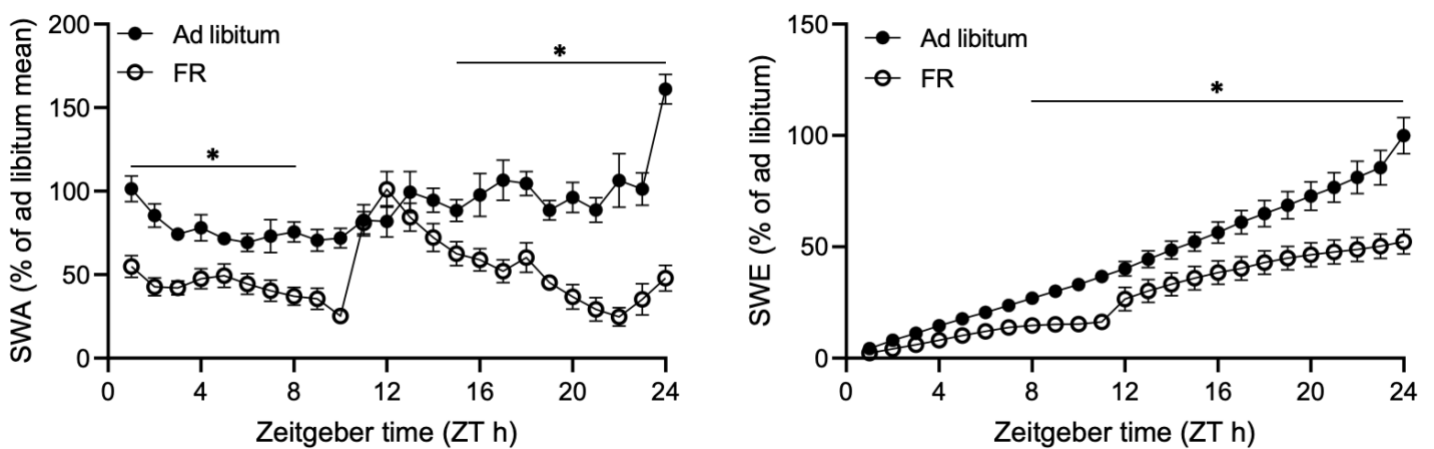 SWA (% of ad libitum mean)
200
150
100
50
0
Ad libitum
FR
*
*
0 4 8 12 16 20 24
Zeitgeber time (ZT h)
SWE (% of ad libitum)
150
100
50
0
Ad libitum
FR
*
0 4 8 12 16 20 24
Zeitgeber time (ZT h)